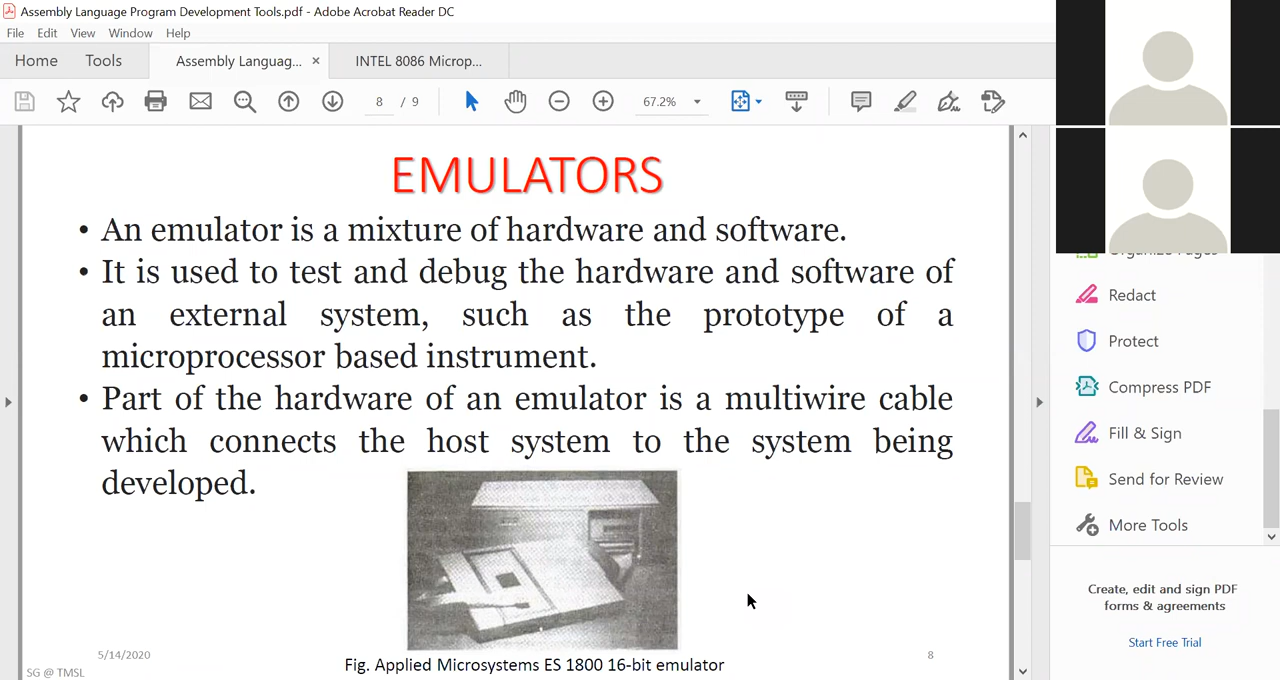 Assembly Language Program Development Tools.pdf - Adobe Acrobat Reader DC
File Edit View Window Help
Home Tools Assembly Languag... × INTEL 8086 Microp...
8 / 9 67.2%
EMULATORS
• An emulator is a mixture of hardware and software.
• It is used to test and debug the hardware and software of
an external system, such as the prototype of a
microprocessor based instrument.
• Part of the hardware of an emulator is a multiwire cable
which connects the host system to the system being
developed.
Fig. Applied Microsystems ES 1800 16-bit emulator
5/14/2020
8
SG @ TMSL
Organize Pages
Redact
Protect
Compress PDF
Fill & Sign
Send for Review
More Tools
Create, edit and sign PDF
forms & agreements
Start Free Trial